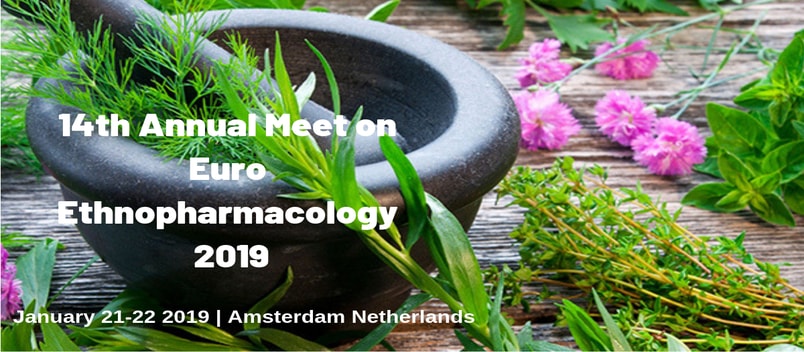 14th Annual Meet on
Euro
Ethnopharmacology
2019
January 21-22 2019 | Amsterdam Netherlands